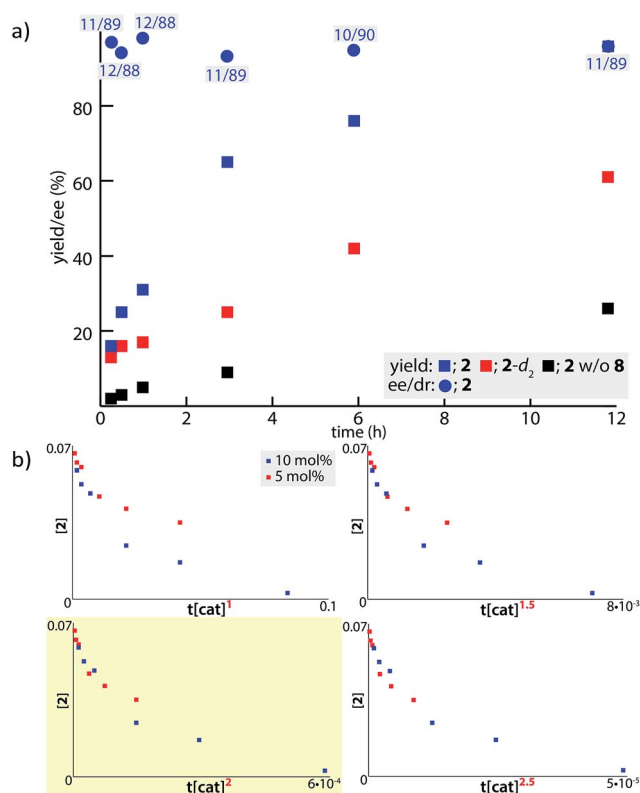 a)
11/89
12/88
12/88
11/89
10/90
11/89
yield/ee (%)
80
60
40
20
0
2
4
6
8
10
12
time (h)
yield: ■; 2 ■; 2-d₂ ■; 2 w/o 8
ee/dr: ●; 2
b)
0.07
[2]
0
t[cat]¹
0.1
10 mol%
5 mol%
0.07
[2]
0
t[cat]¹·⁵
8•10⁻³
0.07
[2]
0
t[cat]²
6•10⁻⁴
0.07
[2]
0
t[cat]²·⁵
5•10⁻⁵